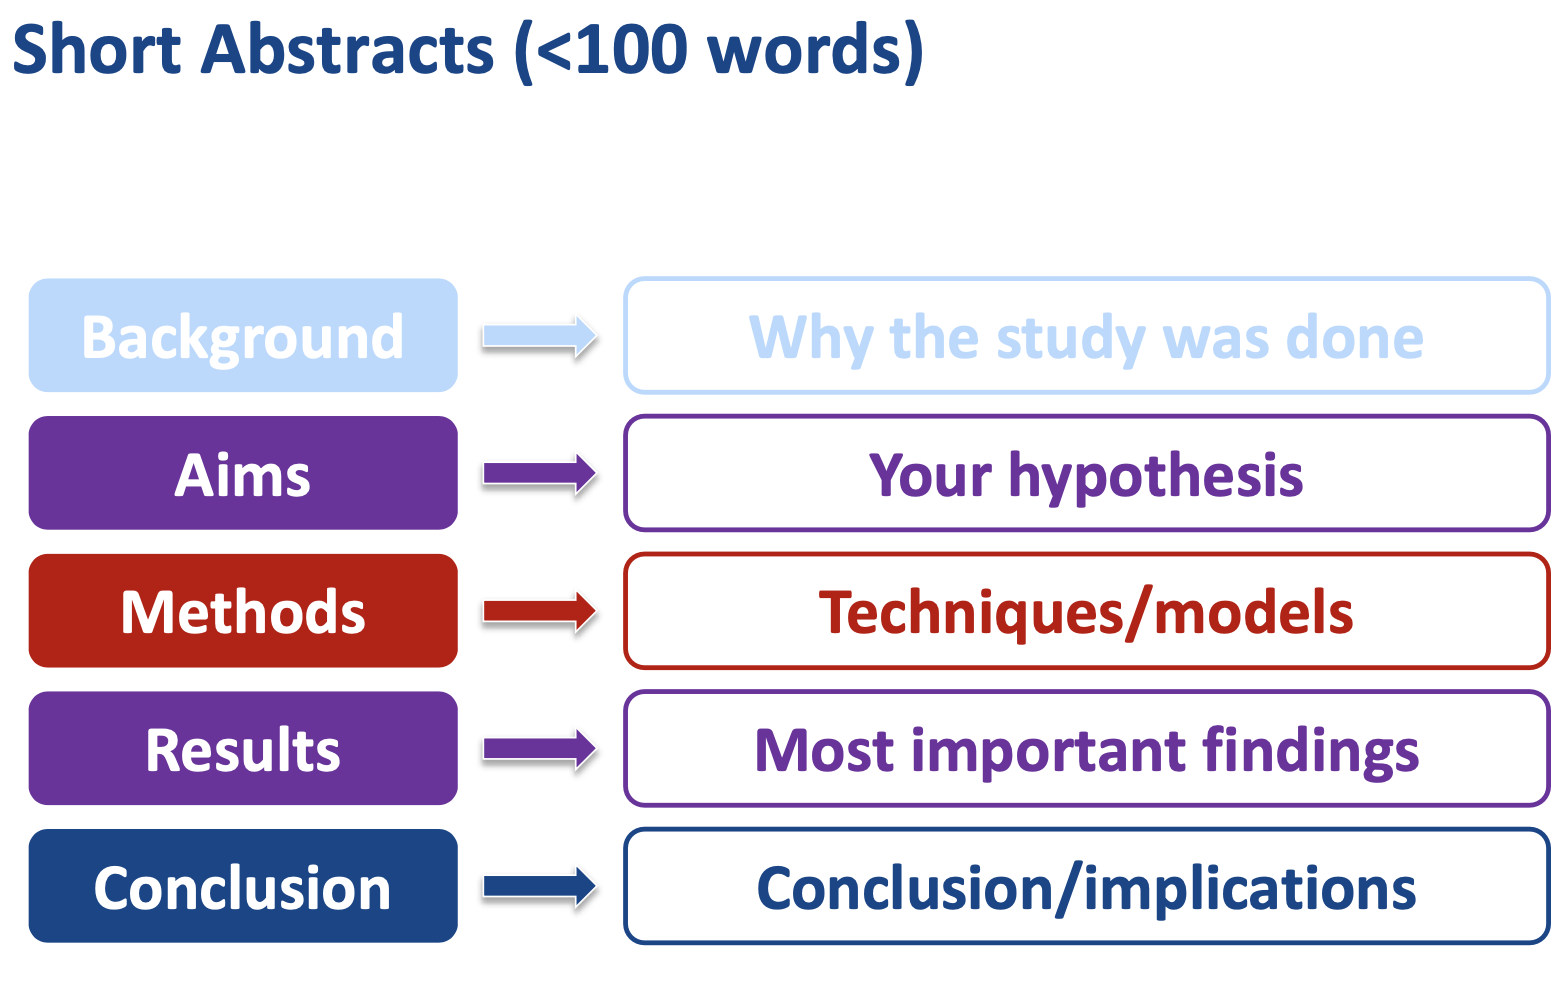 Short Abstracts (<100 words)
Background
Why the study was done
Aims
Your hypothesis
Methods
Techniques/models
Results
Most important findings
Conclusion
Conclusion/implications